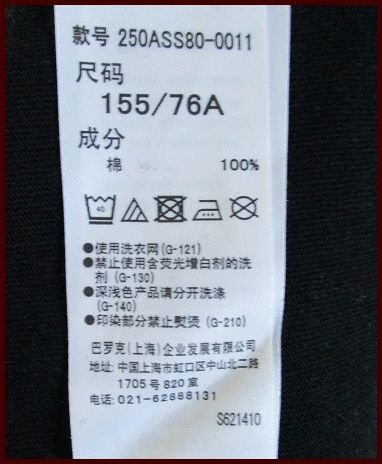 款号 250ASS80-0011
尺码
155/76A
成分
棉 100%
40
●使用洗衣网(G-121)
●禁止使用含荧光增白剂的洗
剂 (G-130)
●深浅色产品请分开洗涤
(G-140)
●印染部分禁止熨烫 (G-210)
巴罗克(上海)企业发展有限公司
地址: 中国上海市虹口区中山北二路
1705号820室
电话: 021-62888131
S621410